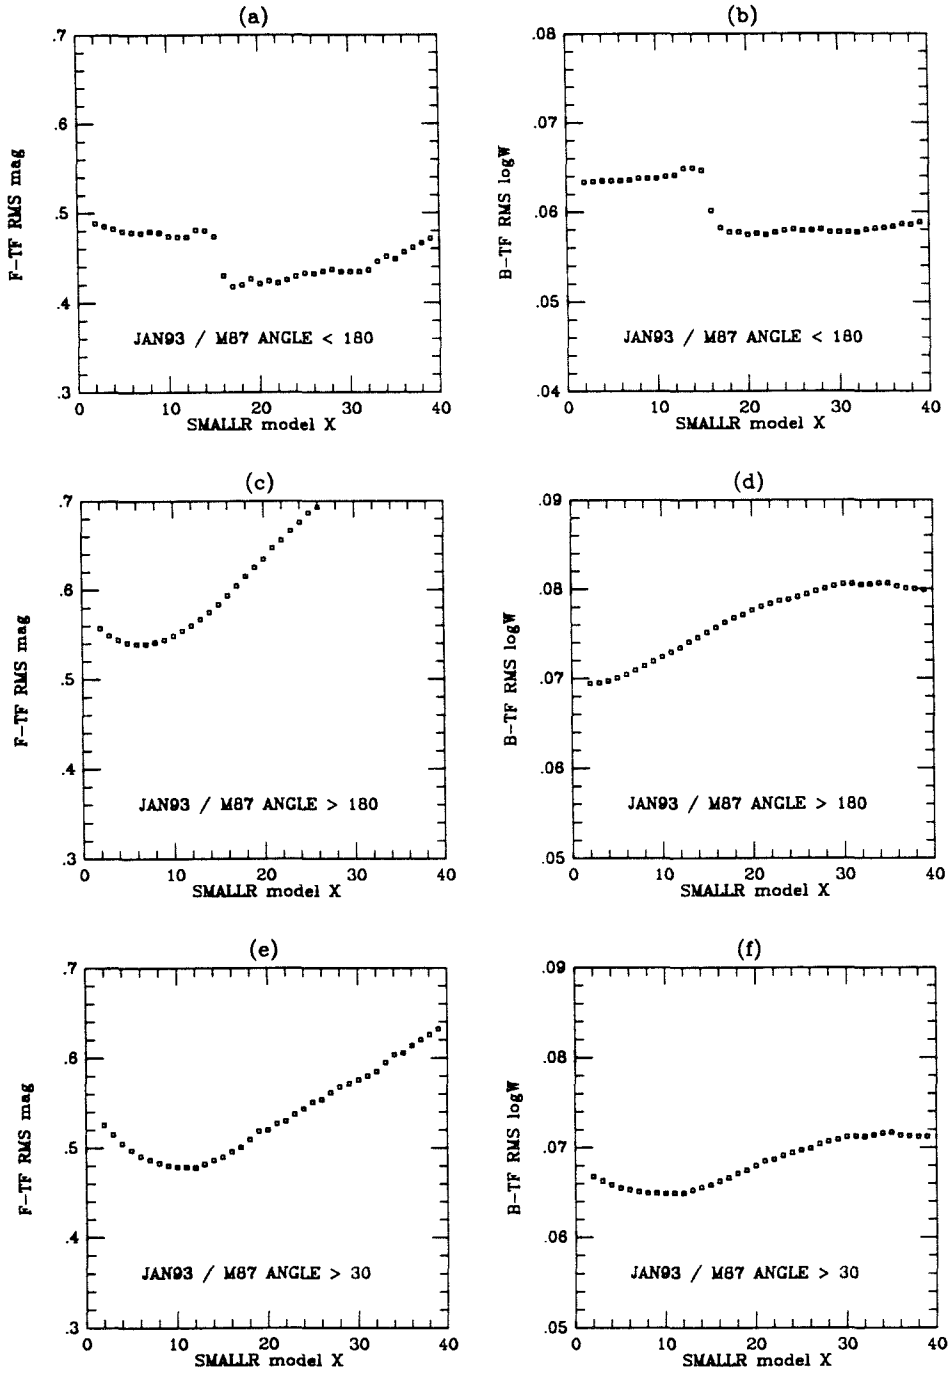 (a)
.7
.6
.5
.4
.3
F-TF RMS mag
JAN93 / M87 ANGLE < 180
0 10 20 30 40
SMALLR model X
(b)
.08
.07
.06
.05
.04
B-TF RMS logW
JAN93 / M87 ANGLE < 180
0 10 20 30 40
SMALLR model X
(c)
.7
.6
.5
.4
.3
F-TF RMS mag
JAN93 / M87 ANGLE > 180
0 10 20 30 40
SMALLR model X
(d)
.09
.08
.07
.06
.05
B-TF RMS logW
JAN93 / M87 ANGLE > 180
0 10 20 30 40
SMALLR model X
(e)
.7
.6
.5
.4
.3
F-TF RMS mag
JAN93 / M87 ANGLE > 30
0 10 20 30 40
SMALLR model X
(f)
.09
.08
.07
.06
.05
B-TF RMS logW
JAN93 / M87 ANGLE > 30
0 10 20 30 40
SMALLR model X